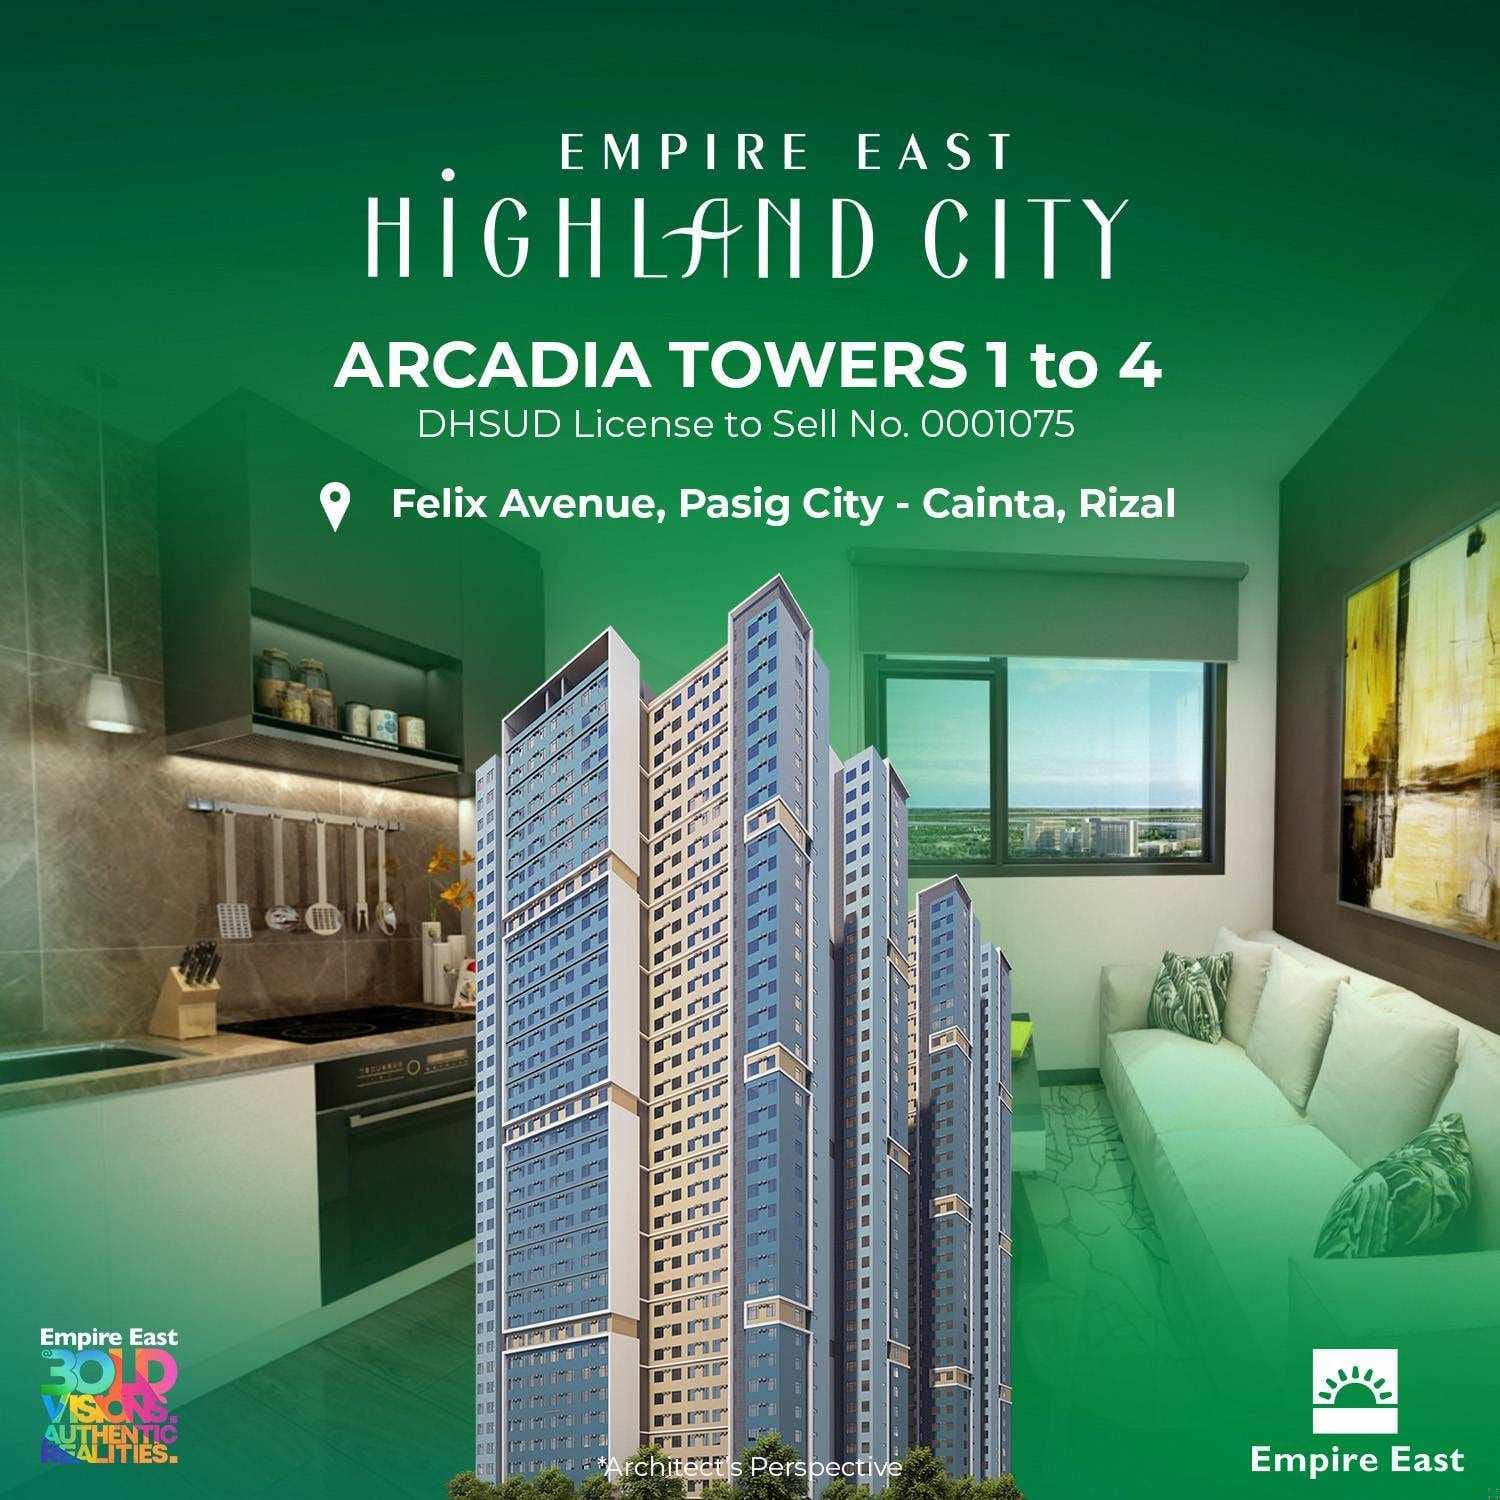 EMPIRE EAST
HiGHLAND CITY
ARCADIA TOWERS 1 to 4
DHSUD License to Sell No. 0001075
Felix Avenue, Pasig City - Cainta, Rizal
Empire East
@30
BOLD
VISIONS.
AUTHENTIC
REALITIES.
*Architect's Perspective
Empire East